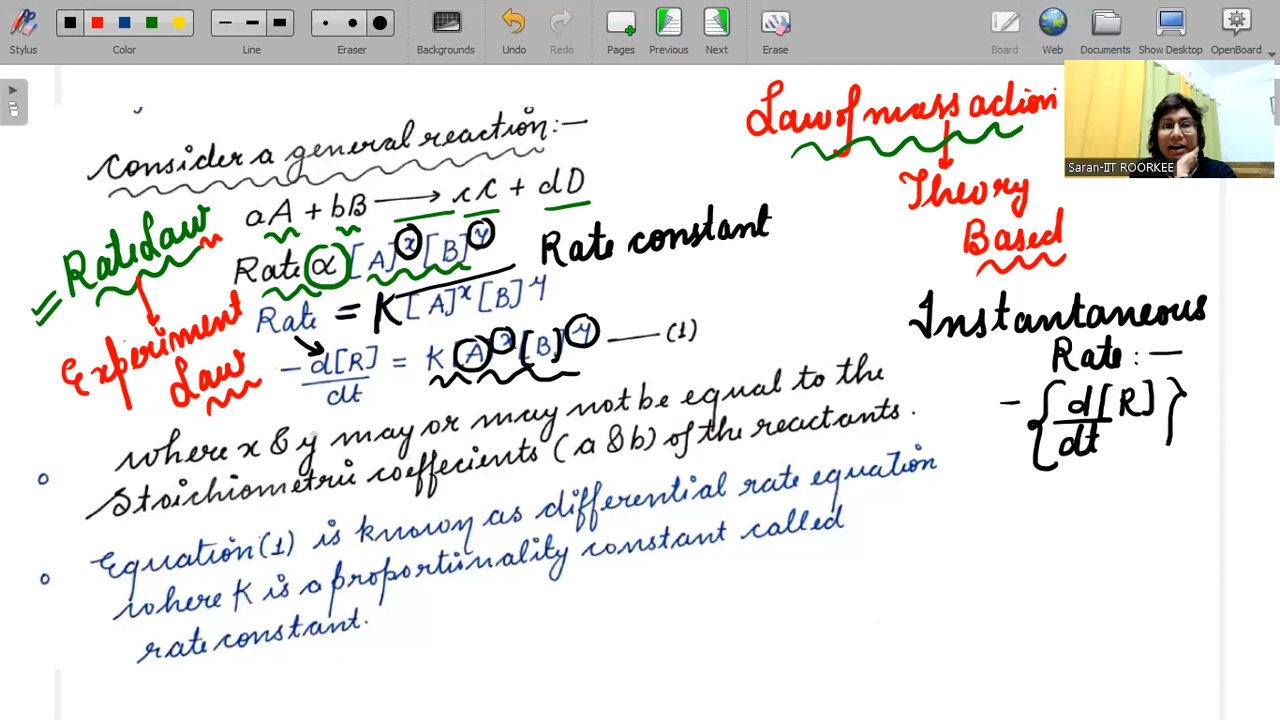 Stylus
Color
Line
Eraser
Backgrounds
Undo
Redo
Pages
Previous
Next
Erase
Board
Web
Documents
Show Desktop
OpenBoard
Saran-IIT ROORKEE
Law of mass action
Theory
Based
Consider a general reaction:—
aA + bB ⟶ cC + dD
Rate Law
Rate ∝ [A]^x [B]^y
Rate constant
Rate = K [A]^x [B]^y
Experiment
Law
- d[R]/dt = K [A]^x [B]^y —— (1)
Instantaneous
Rate:—
- { d[R]/dt }
where x & y may or may not be equal to the
Stoichiometric coeffecients (a & b) of the reactants.
Equation (1) is known as differential rate equation
where K is a proportionality constant called
rate constant.